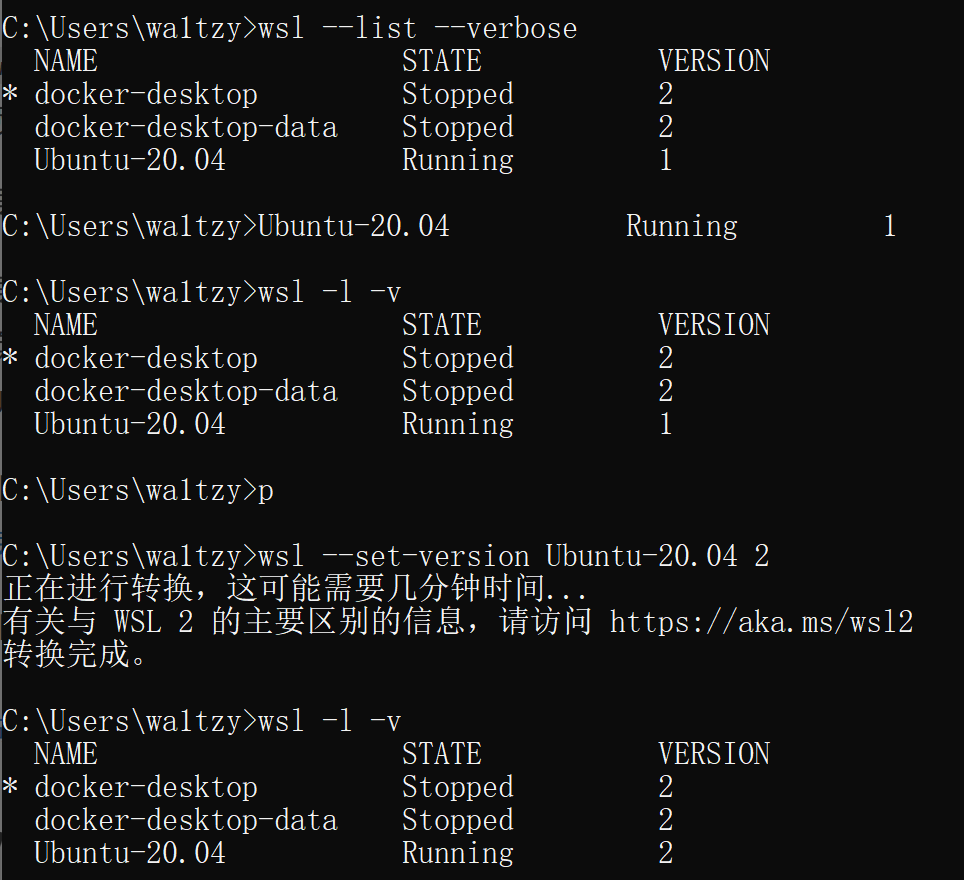 C:\Users\wa1tzy>wsl --list --verbose
  NAME                   STATE           VERSION
* docker-desktop         Stopped         2
  docker-desktop-data    Stopped         2
  Ubuntu-20.04           Running         1
C:\Users\wa1tzy>Ubuntu-20.04           Running         1
C:\Users\wa1tzy>wsl -l -v
  NAME                   STATE           VERSION
* docker-desktop         Stopped         2
  docker-desktop-data    Stopped         2
  Ubuntu-20.04           Running         1
C:\Users\wa1tzy>p
C:\Users\wa1tzy>wsl --set-version Ubuntu-20.04 2
正在进行转换，这可能需要几分钟时间...
有关与 WSL 2 的主要区别的信息，请访问 https://aka.ms/wsl2
转换完成。
C:\Users\wa1tzy>wsl -l -v
  NAME                   STATE           VERSION
* docker-desktop         Stopped         2
  docker-desktop-data    Stopped         2
  Ubuntu-20.04           Running         2